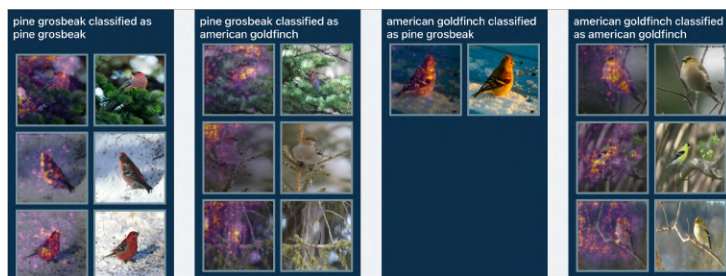 pine grosbeak classified as
pine grosbeak
pine grosbeak classified as
american goldfinch
american goldfinch classified
as pine grosbeak
american goldfinch classified
as american goldfinch